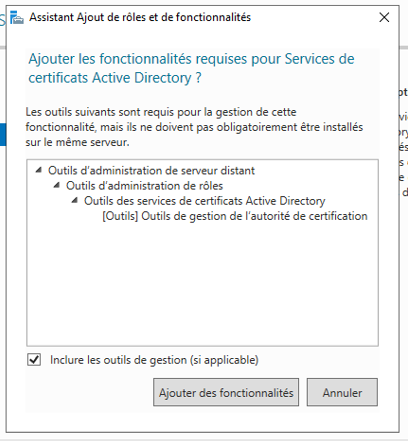 Assistant Ajout de rôles et de fonctionnalités
Ajouter les fonctionnalités requises pour Services de
certificats Active Directory ?
Les outils suivants sont requis pour la gestion de cette
fonctionnalité, mais ils ne doivent pas obligatoirement être installés
sur le même serveur.
Outils d'administration de serveur distant
Outils d'administration de rôles
Outils des services de certificats Active Directory
[Outils] Outils de gestion de l'autorité de certification
Inclure les outils de gestion (si applicable)
Ajouter des fonctionnalités
Annuler